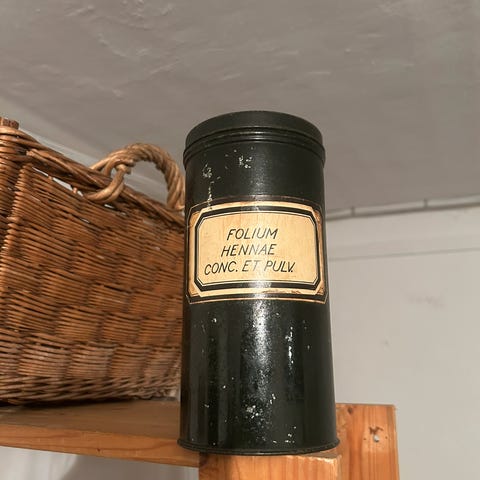 FOLIUM
HENNAE
CONC. ET PULV.